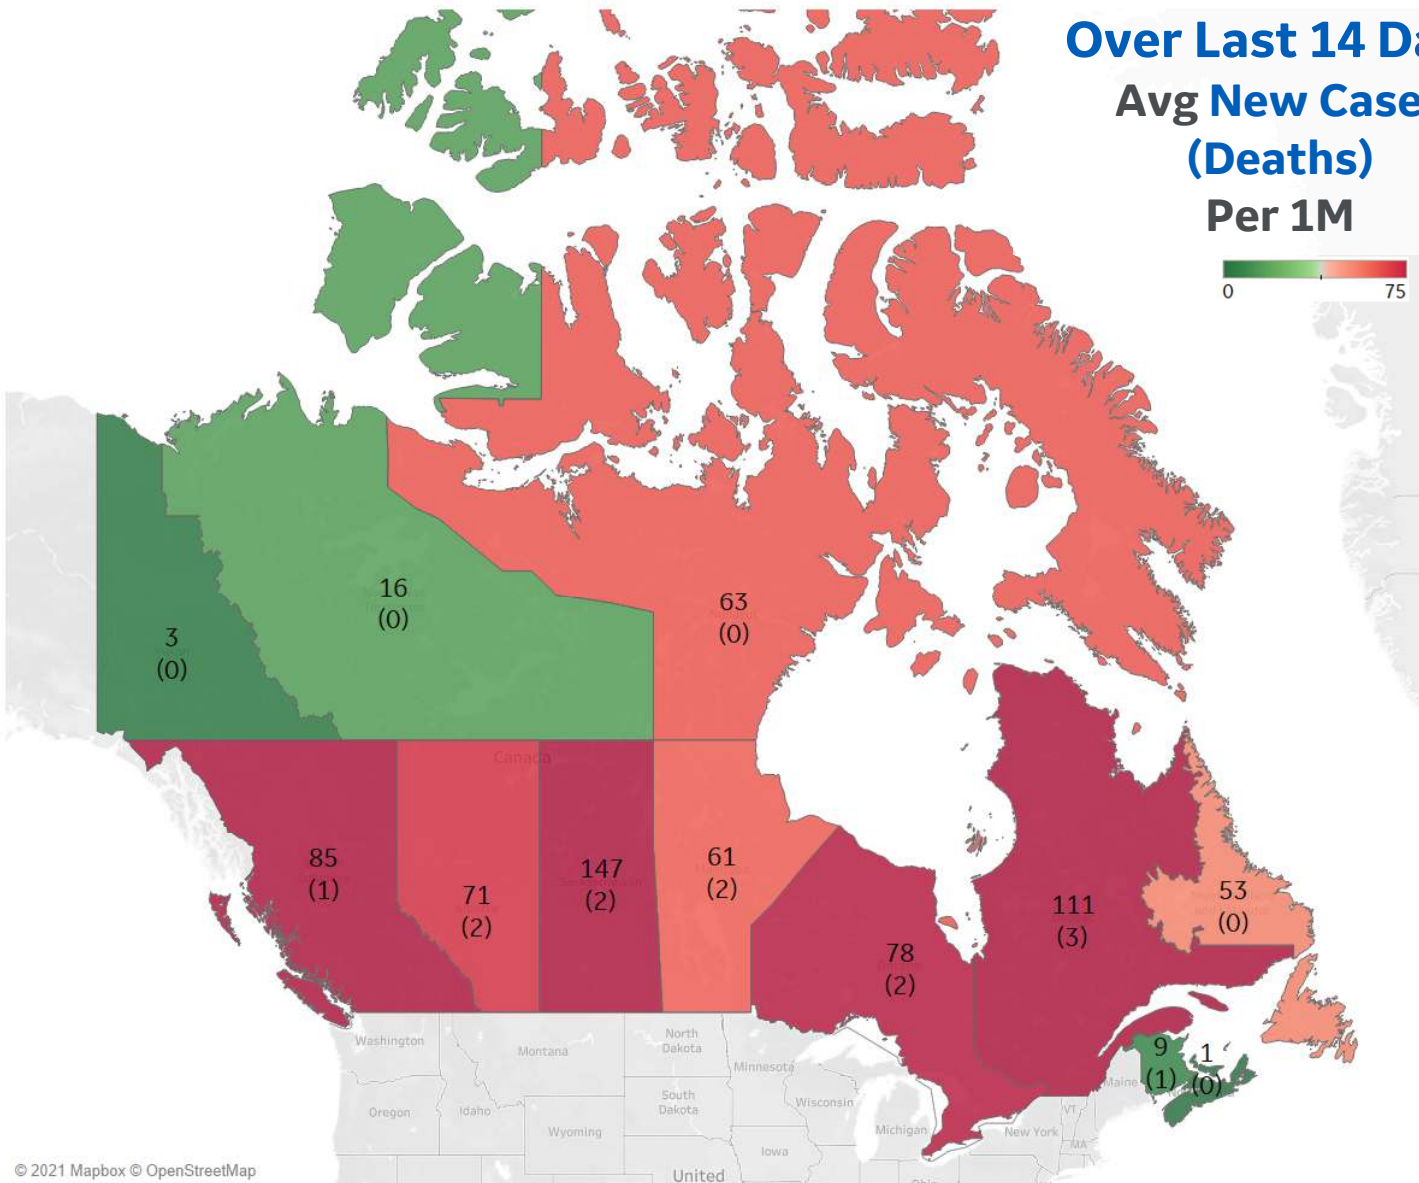 Over Last 14 Da
Avg New Case
(Deaths)
Per 1M
0
75
16
(0)
63
(0)
3
(0)
Canada
85
(1)
71
(2)
147
(2)
61
(2)
78
(2)
111
(3)
53
(0)
9
(1)
1
(0)
Washington
Montana
North
Dakota
Minnesota
Oregon
Idaho
South
Dakota
Wisconsin
Wyoming
Michigan
New York
VT
MA
Maine
Iowa
United
© 2021 Mapbox © OpenStreetMap